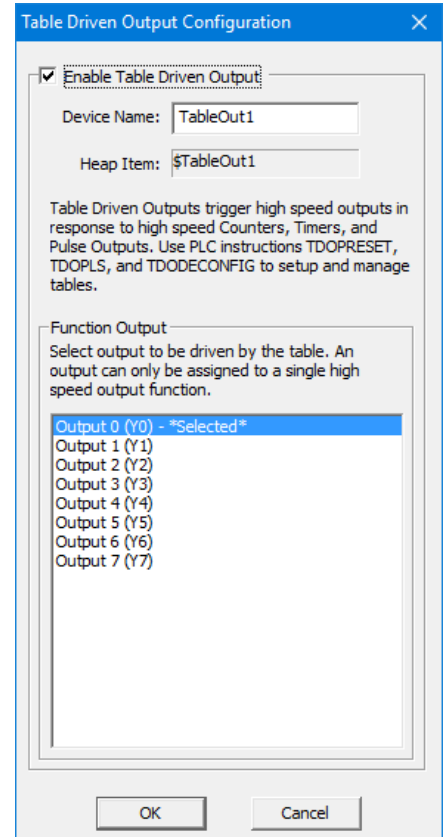 Table Driven Output Configuration
Enable Table Driven Output
Device Name: TableOut1
Heap Item: $TableOut1
Table Driven Outputs trigger high speed outputs in
response to high speed Counters, Timers, and
Pulse Outputs. Use PLC instructions TDOPRESET,
TDOPLS, and TDODECONFIG to setup and manage
tables.
Function Output
Select output to be driven by the table. An
output can only be assigned to a single high
speed output function.
Output 0 (Y0) - *Selected*
Output 1 (Y1)
Output 2 (Y2)
Output 3 (Y3)
Output 4 (Y4)
Output 5 (Y5)
Output 6 (Y6)
Output 7 (Y7)
OK Cancel